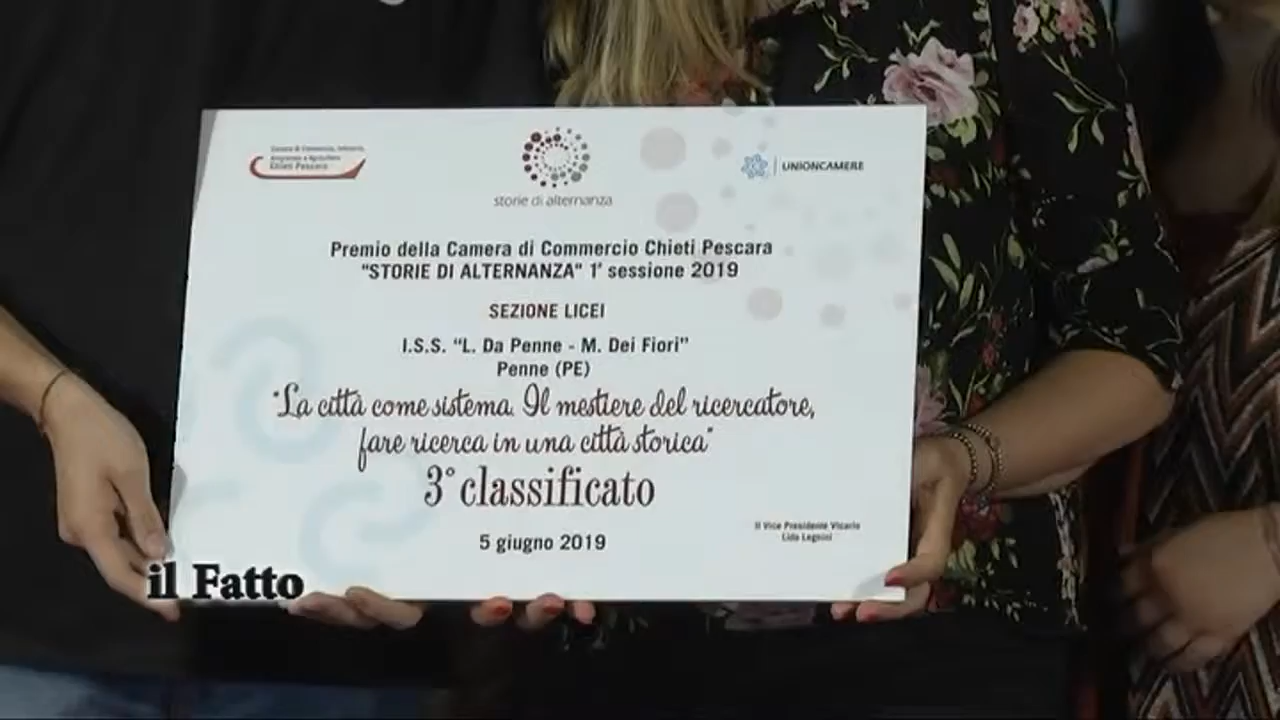 Camera di Commercio, Industria,
Artigianato e Agricoltura
Chieti Pescara
storie di alternanza
UNIONCAMERE
Premio della Camera di Commercio Chieti Pescara
"STORIE DI ALTERNANZA" 1ª sessione 2019
SEZIONE LICEI
I.S.S. "L. Da Penne - M. Dei Fiori"
Penne (PE)
"La città come sistema. Il mestiere del ricercatore,
fare ricerca in una città storica"
3° classificato
5 giugno 2019
Il Vice Presidente Vicario
Lido Legnini
il Fatto